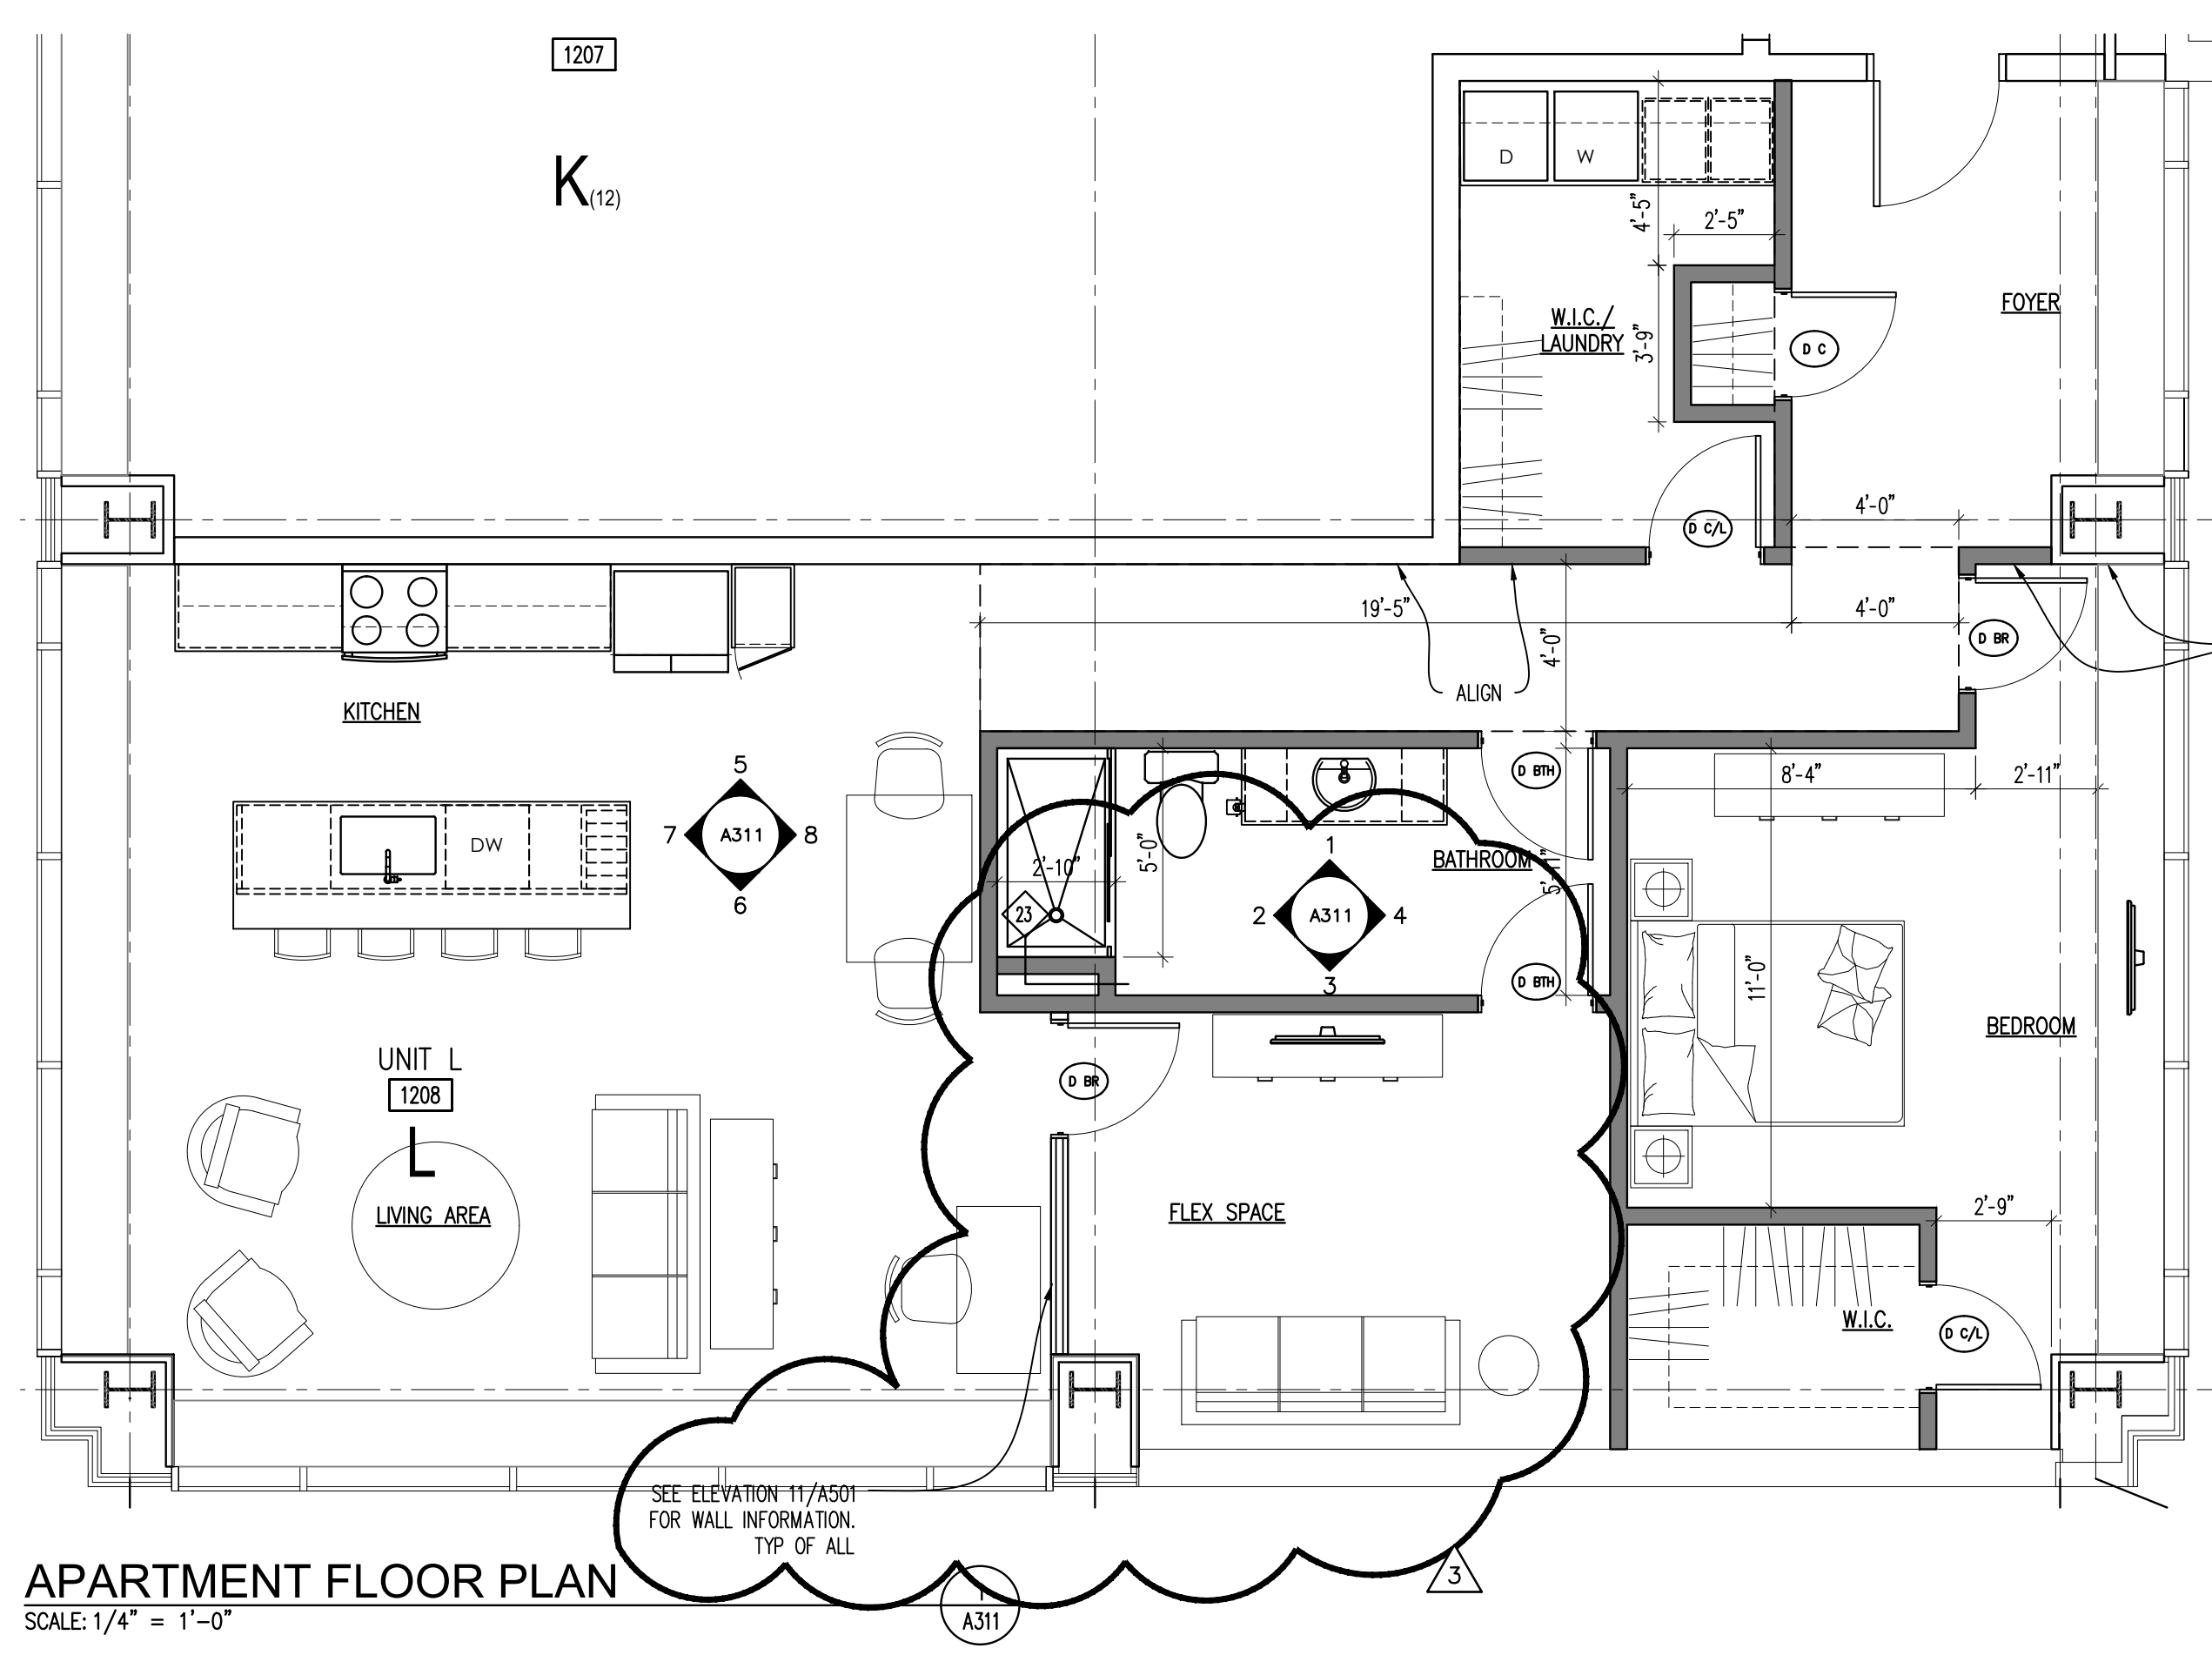 1207
K(12)
D
W
4'-5"
2'-5"
W.I.C./
LAUNDRY
3'-9"
D C
FOYER
D C/L
4'-0"
19'-5"
4'-0"
4'-0"
D BR
ALIGN
KITCHEN
5
7
A311
8
6
DW
D BTH
8'-4"
2'-11"
5'-0"
2'-10"
BATHROOM
5'-11"
23
1
2
A311
4
3
D BTH
11'-0"
BEDROOM
UNIT L
1208
L
LIVING AREA
D BR
FLEX SPACE
2'-9"
W.I.C.
D C/L
SEE ELEVATION 11/A501
FOR WALL INFORMATION.
TYP OF ALL
3
APARTMENT FLOOR PLAN
SCALE: 1/4" = 1'-0"
1
A311